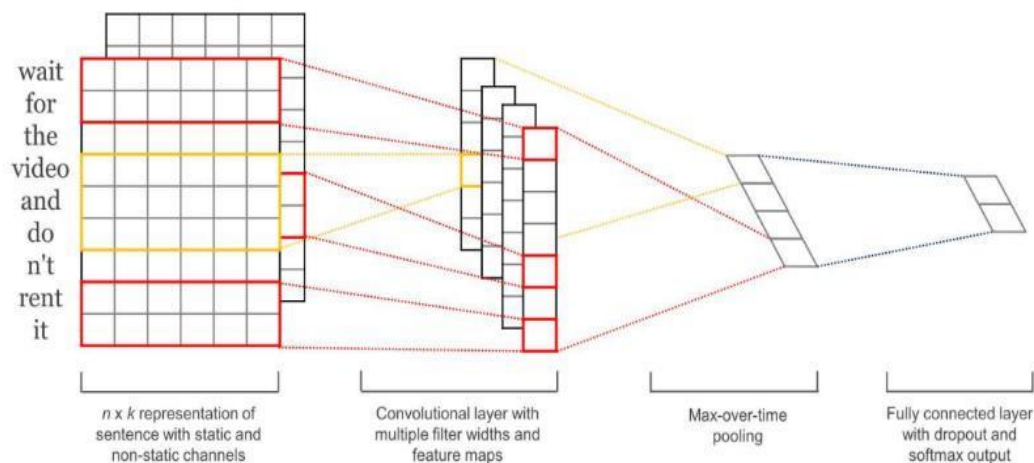 wait
for
the
video
and
do
n't
rent
it
n x k representation of
sentence with static and
non-static channels
Convolutional layer with
multiple filter widths and
feature maps
Max-over-time
pooling
Fully connected layer
with dropout and
softmax output